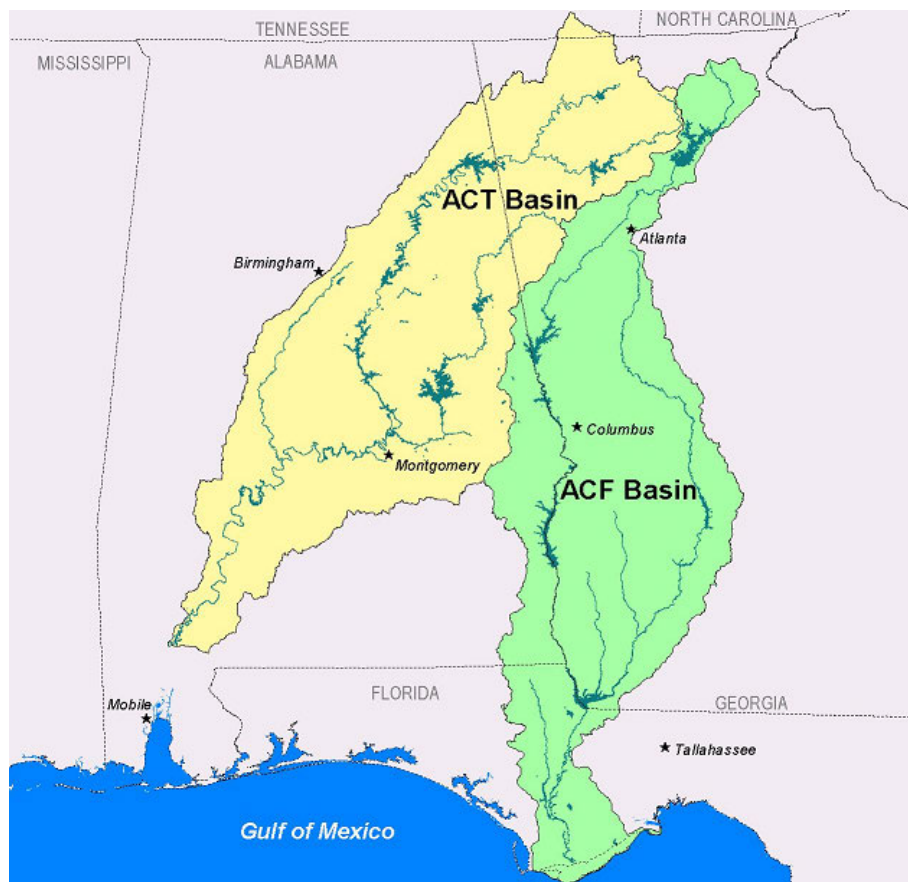 NORTH CAROLINA
TENNESSEE
MISSISSIPPI
ALABAMA
ACT Basin
Atlanta
Birmingham
Columbus
Montgomery
ACF Basin
FLORIDA
GEORGIA
Mobile
Tallahassee
Gulf of Mexico